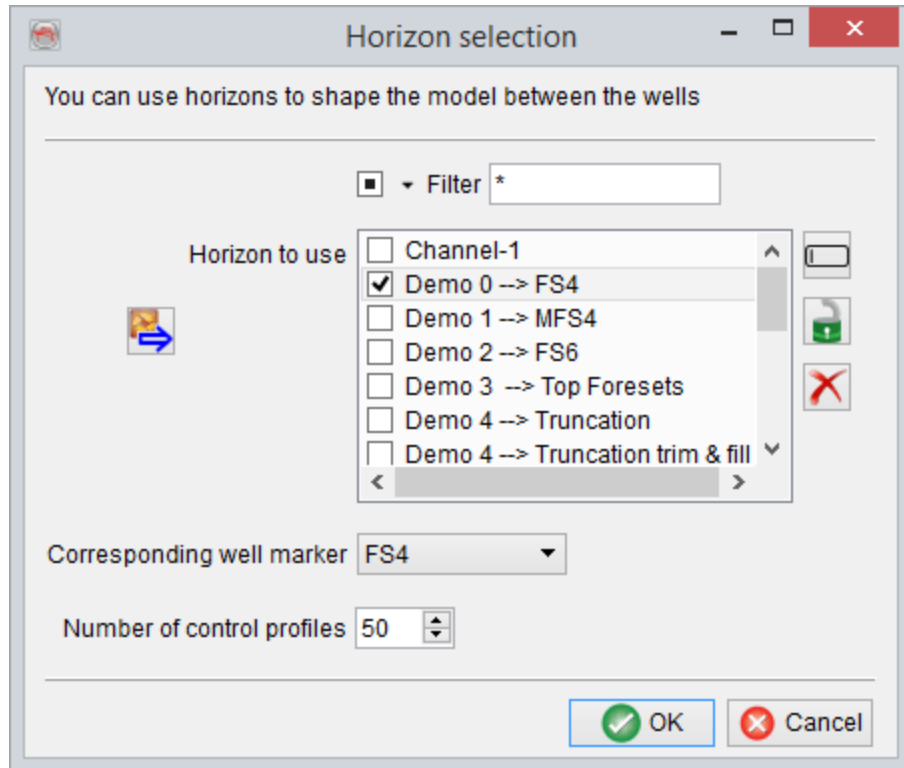 Horizon selection
You can use horizons to shape the model between the wells
Filter *
Horizon to use
Channel-1
Demo 0 --> FS4
Demo 1 --> MFS4
Demo 2 --> FS6
Demo 3 --> Top Foresets
Demo 4 --> Truncation
Demo 4 --> Truncation trim & fill
Corresponding well marker FS4
Number of control profiles 50
OK Cancel